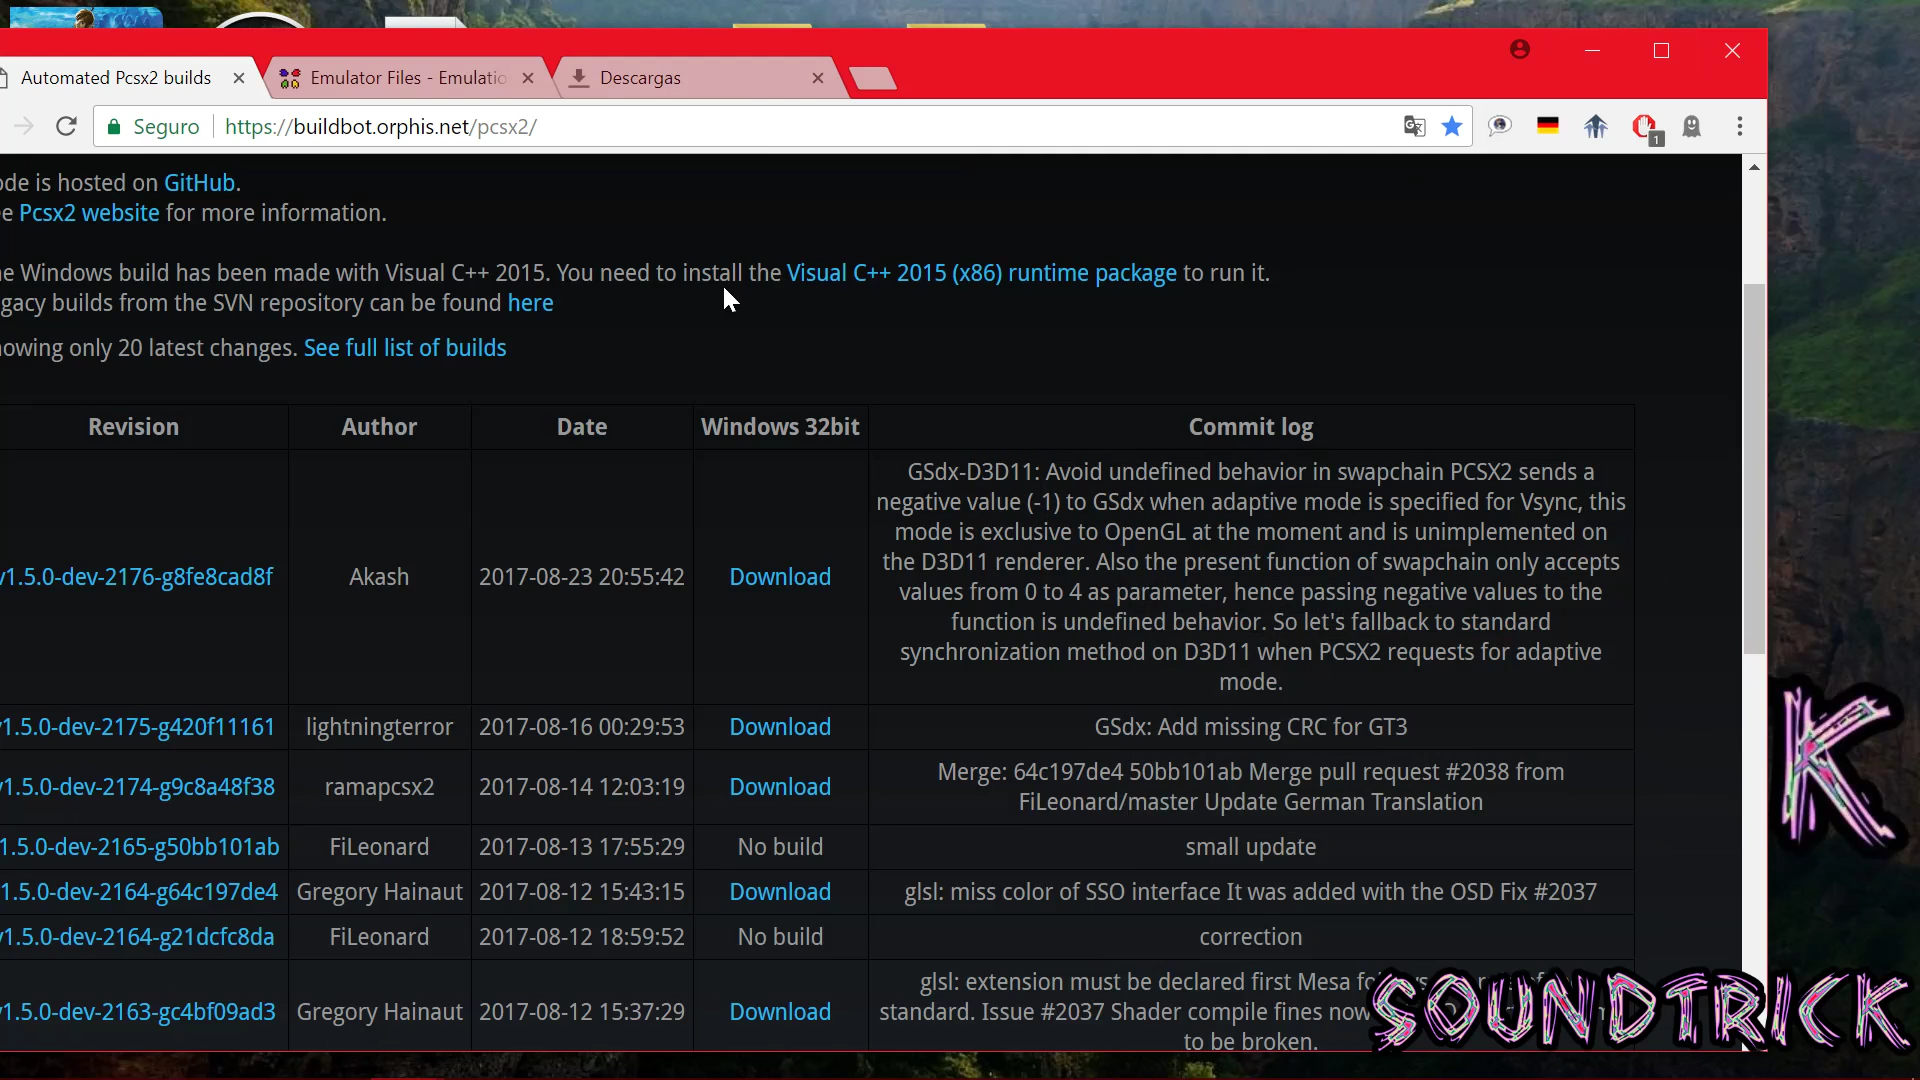 Automated Pcsx2 builds
Emulator Files - Emulatio
Descargas
Seguro
https://buildbot.orphis.net/pcsx2/
1
ode is hosted on GitHub.
e Pcsx2 website for more information.
e Windows build has been made with Visual C++ 2015. You need to install the Visual C++ 2015 (x86) runtime package to run it.
gacy builds from the SVN repository can be found here
owing only 20 latest changes. See full list of builds
Revision Author Date Windows 32bit Commit log
v1.5.0-dev-2176-g8fe8cad8f Akash 2017-08-23 20:55:42 Download
GSdx-D3D11: Avoid undefined behavior in swapchain PCSX2 sends a
negative value (-1) to GSdx when adaptive mode is specified for Vsync, this
mode is exclusive to OpenGL at the moment and is unimplemented on
the D3D11 renderer. Also the present function of swapchain only accepts
values from 0 to 4 as parameter, hence passing negative values to the
function is undefined behavior. So let's fallback to standard
synchronization method on D3D11 when PCSX2 requests for adaptive
mode.
v1.5.0-dev-2175-g420f11161 lightningterror 2017-08-16 00:29:53 Download GSdx: Add missing CRC for GT3
v1.5.0-dev-2174-g9c8a48f38 ramapcsx2 2017-08-14 12:03:19 Download
Merge: 64c197de4 50bb101ab Merge pull request #2038 from
FiLeonard/master Update German Translation
1.5.0-dev-2165-g50bb101ab FiLeonard 2017-08-13 17:55:29 No build small update
1.5.0-dev-2164-g64c197de4 Gregory Hainaut 2017-08-12 15:43:15 Download glsl: miss color of SSO interface It was added with the OSD Fix #2037
v1.5.0-dev-2164-g21dcfc8da FiLeonard 2017-08-12 18:59:52 No build correction
v1.5.0-dev-2163-gc4bf09ad3 Gregory Hainaut 2017-08-12 15:37:29 Download
glsl: extension must be declared first Mesa
standard. Issue #2037 Shader compile fines now
to be broken.
K
SOUNDTRICK